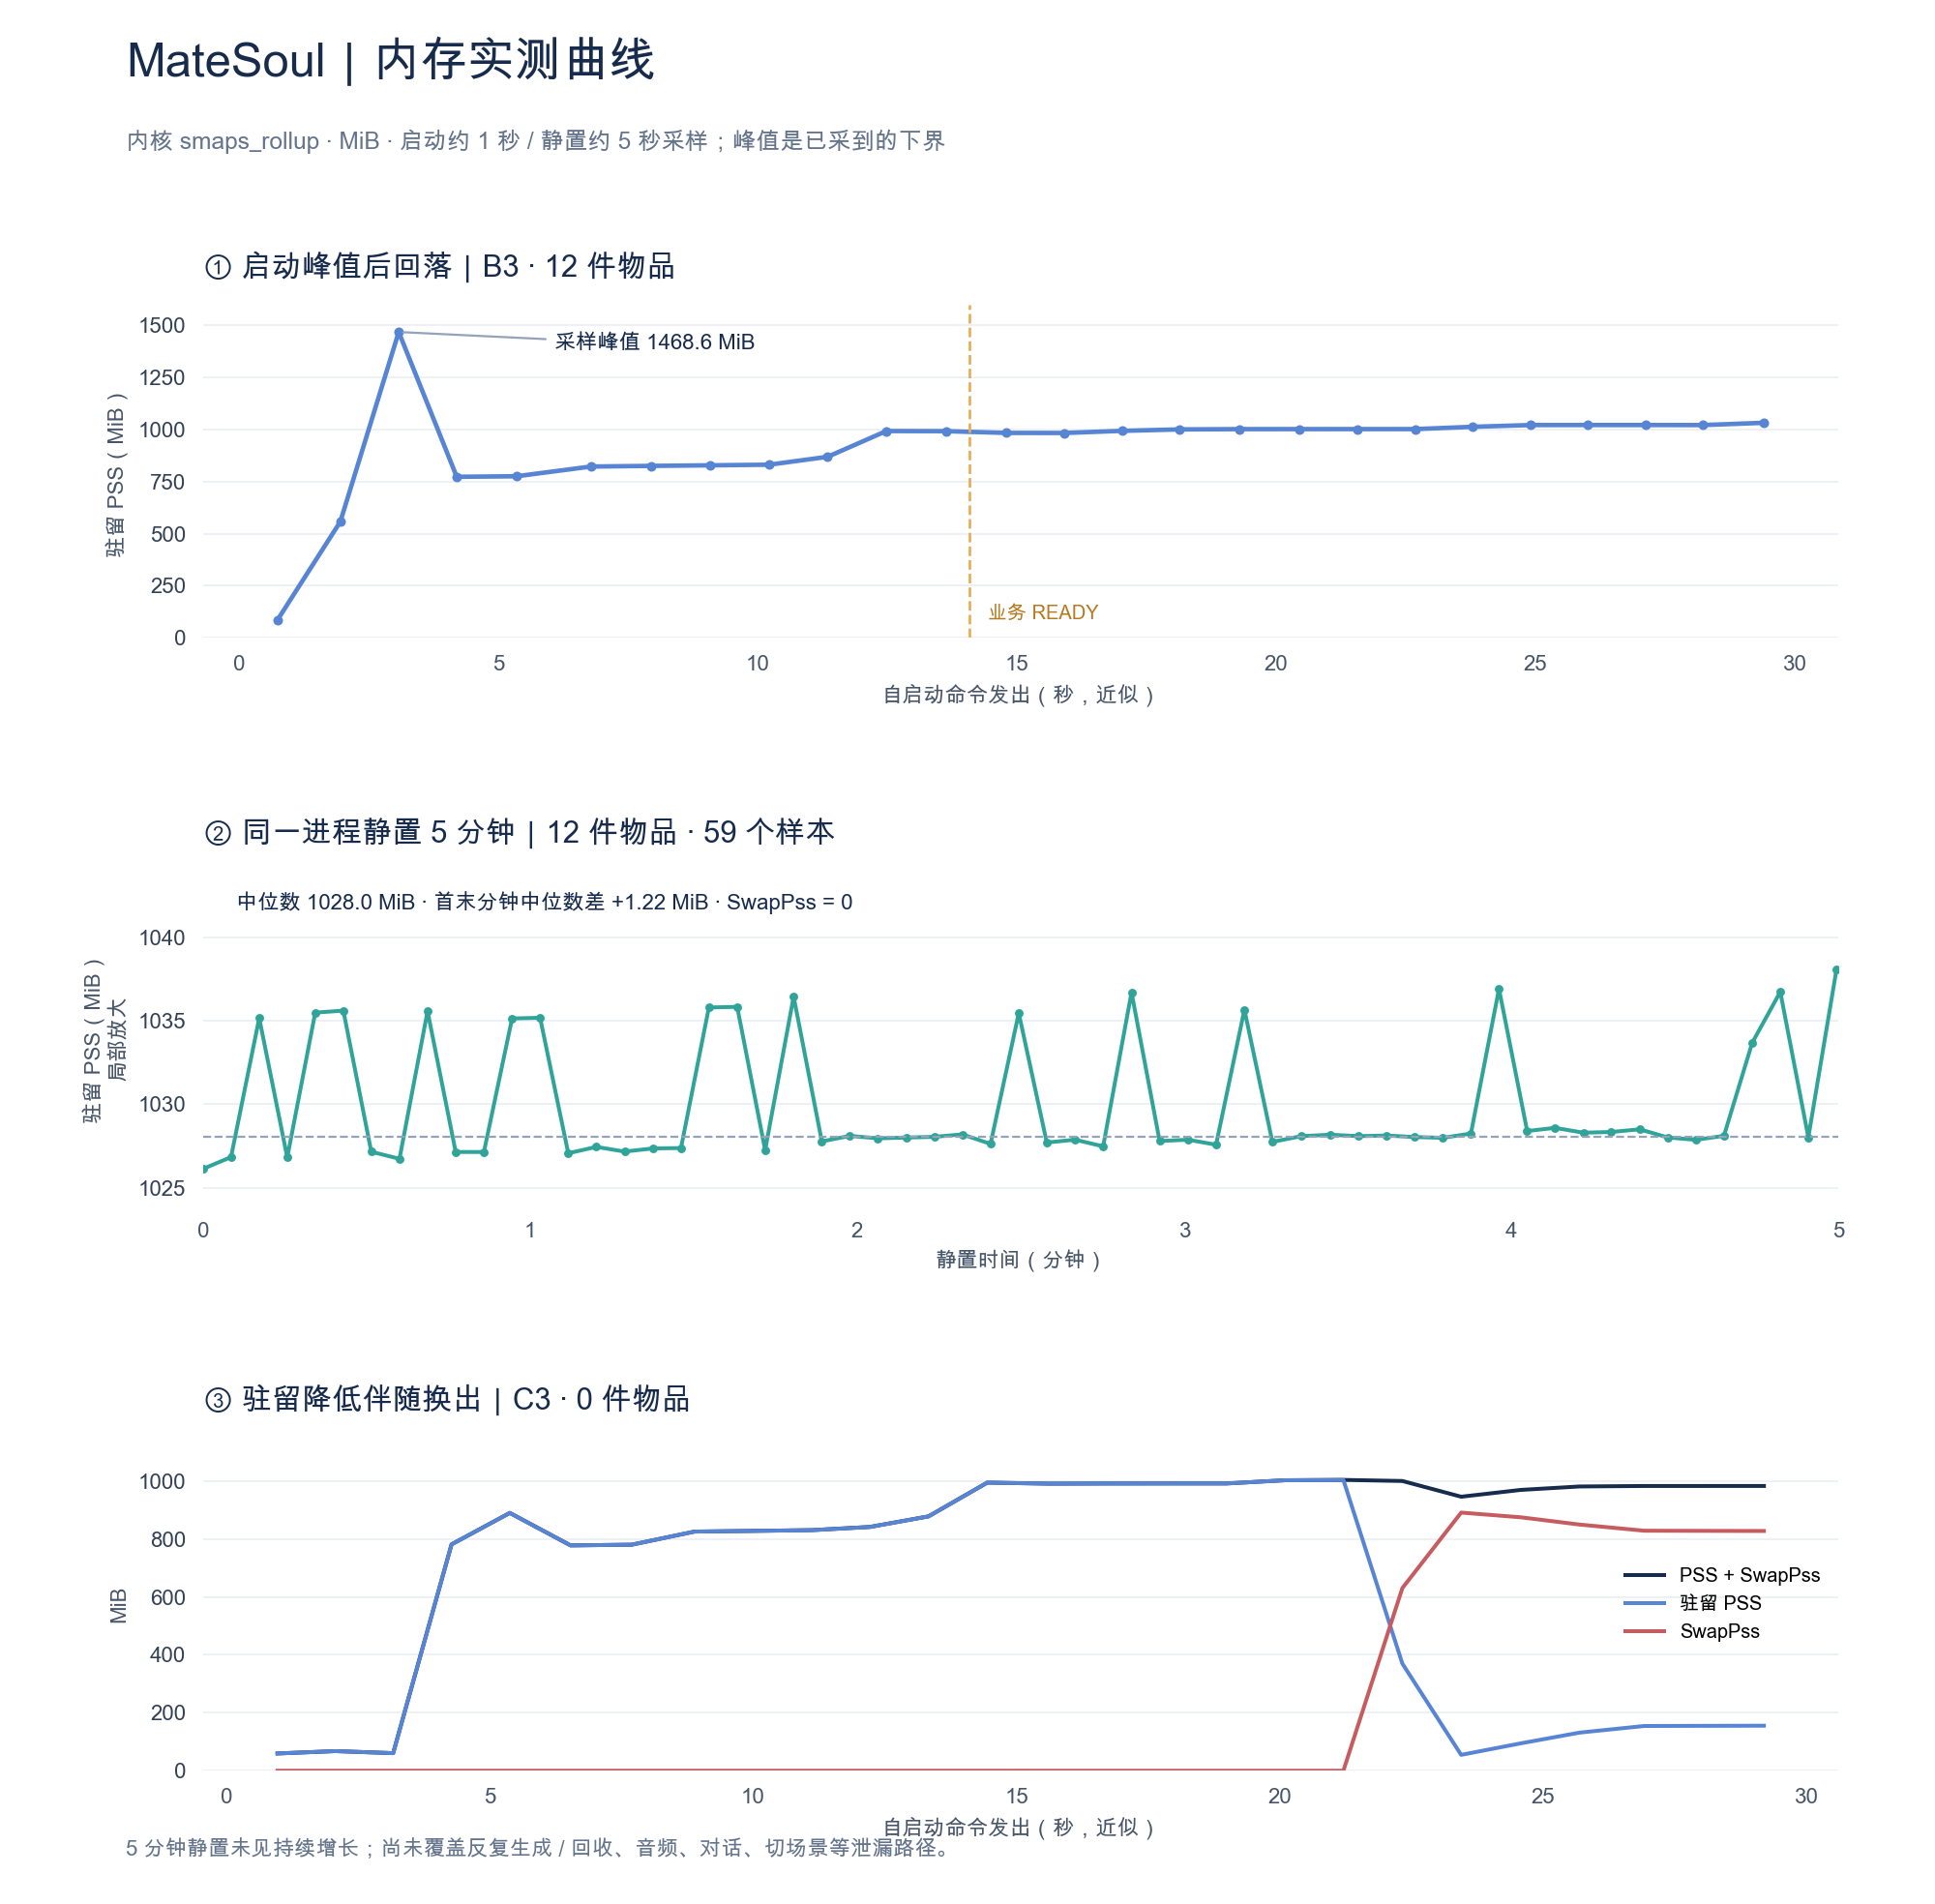 MateSoul | 内存实测曲线
内核 smaps_rollup · MiB · 启动约 1 秒 / 静置约 5 秒采样；峰值是已采到的下界
① 启动峰值后回落 | B3 · 12 件物品
驻留 PSS（MiB）
1500
1250
1000
750
500
250
0
采样峰值 1468.6 MiB
业务 READY
0 5 10 15 20 25 30
自启动命令发出（秒，近似）
② 同一进程静置 5 分钟 | 12 件物品 · 59 个样本
中位数 1028.0 MiB · 首末分钟中位数差 +1.22 MiB · SwapPss = 0
驻留 PSS（MiB）
局部放大
1040
1035
1030
1025
0 1 2 3 4 5
静置时间（分钟）
③ 驻留降低伴随换出 | C3 · 0 件物品
MiB
1000
800
600
400
200
0
PSS + SwapPss
驻留 PSS
SwapPss
0 5 10 15 20 25 30
自启动命令发出（秒，近似）
5 分钟静置未见持续增长；尚未覆盖反复生成 / 回收、音频、对话、切场景等泄漏路径。